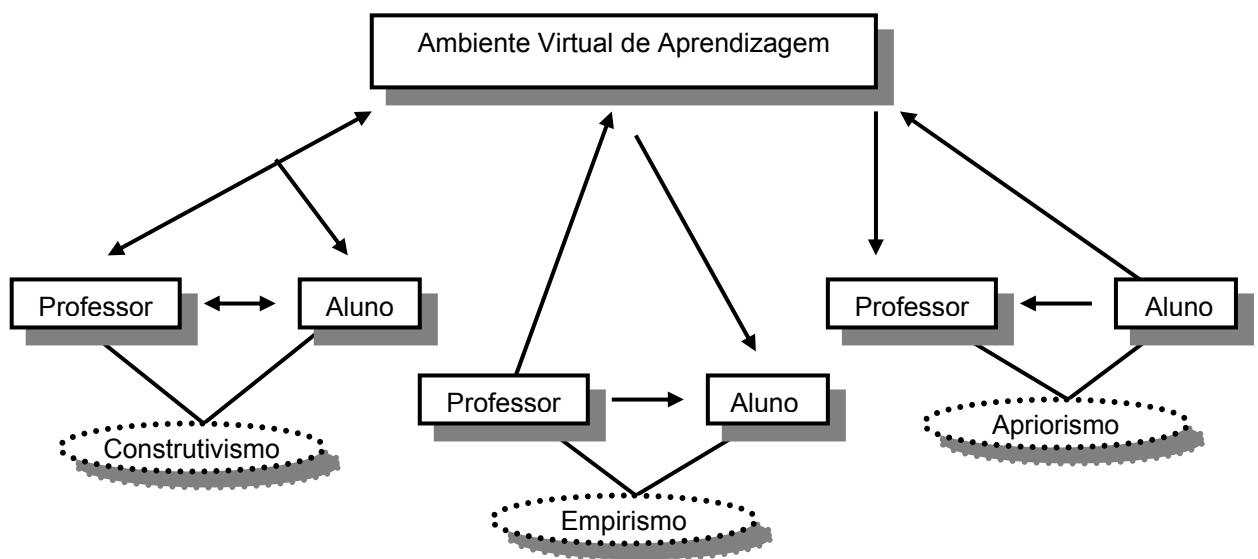 Ambiente Virtual de Aprendizagem
Professor
Aluno
Construtivismo
Professor
Aluno
Empirismo
Professor
Aluno
Apriorismo